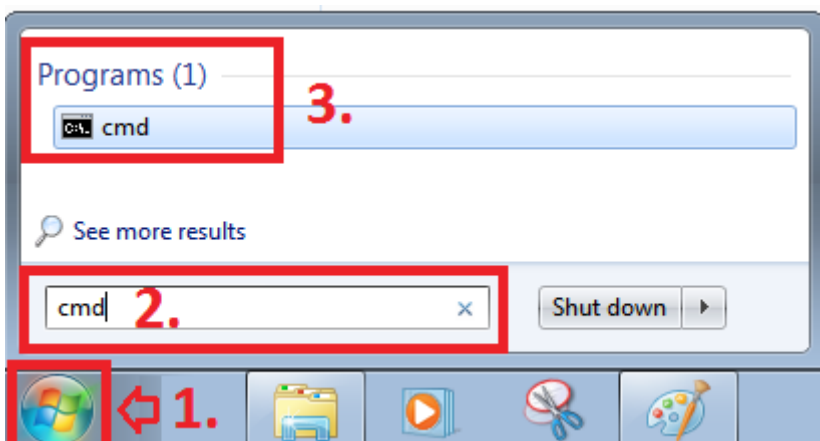 Programs (1)
3.
C:\.
cmd
See more results
cmd
2.
Shut down
1.